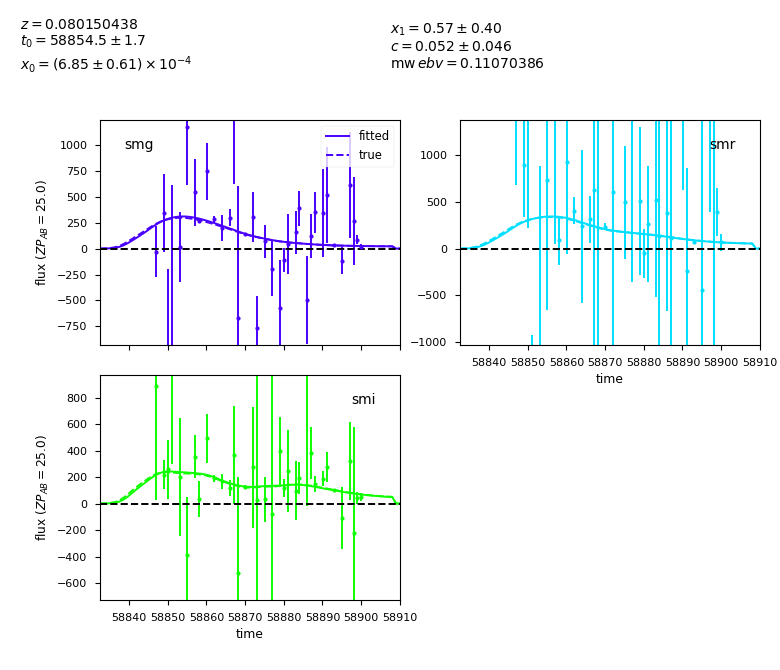 z = 0.080150438
t₀ = 58854.5 ± 1.7
x₀ = (6.85 ± 0.61) × 10⁻⁴
x₁ = 0.57 ± 0.40
c = 0.052 ± 0.046
mw ebv = 0.11070386
smg
fitted
true
1000
750
500
250
0
−250
−500
−750
flux (ZP_AB = 25.0)
smr
1000
500
0
−500
−1000
58840 58850 58860 58870 58880 58890 58900 58910
time
smi
800
600
400
200
0
−200
−400
−600
flux (ZP_AB = 25.0)
58840 58850 58860 58870 58880 58890 58900 58910
time